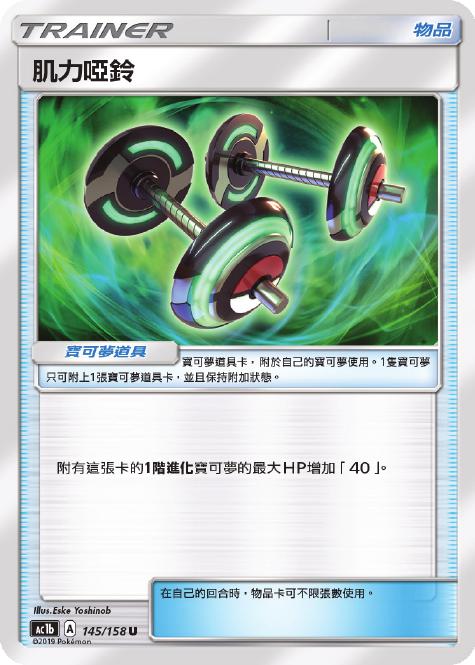 TRAINER
物品
肌力啞鈴
寶可夢道具
寶可夢道具卡,附於自己的寶可夢使用。1隻寶可夢
只可附上1張寶可夢道具卡,並且保持附加狀態。
附有這張卡的1階進化寶可夢的最大HP增加「40」。
在自己的回合時,物品卡可不限張數使用。
Illus.Eske Yoshinob
AC1b A 145/158 U
©2019 Pokémon